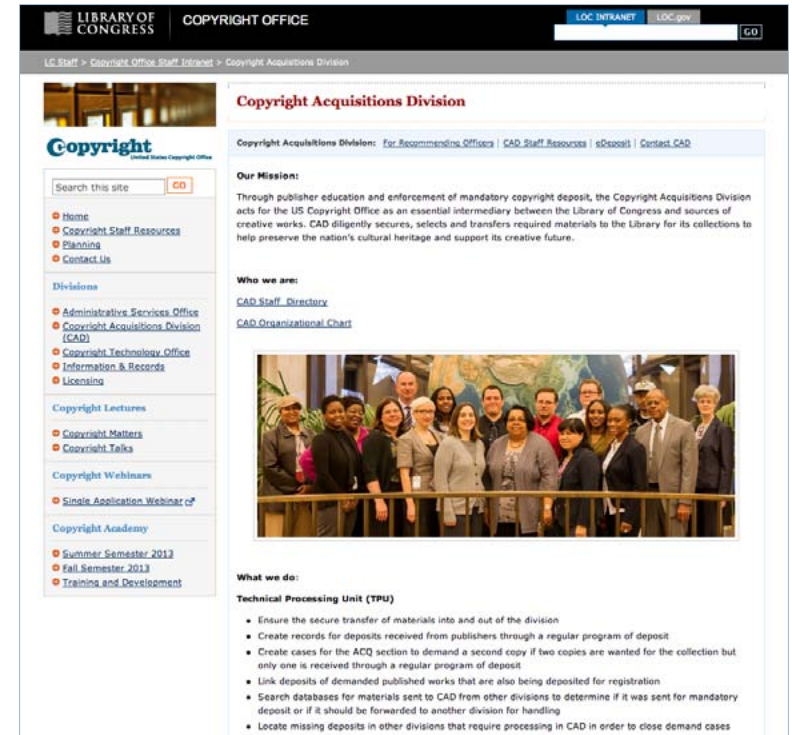 LIBRARY OF
CONGRESS
COPYRIGHT OFFICE
LOC INTRANET
LOC.gov
GO
LC Staff > Copyright Office Staff Intranet > Copyright Acquisitions Division
Copyright
United States Copyright Office
Search this site
GO
Home
Copyright Staff Resources
Planning
Contact Us
Divisions
Administrative Services Office
Copyright Acquisitions Division
(CAD)
Copyright Technology Office
Information & Records
Licensing
Copyright Lectures
Copyright Matters
Copyright Talks
Copyright Webinars
Single Application Webinar
Copyright Academy
Summer Semester 2013
Fall Semester 2013
Training and Development
Copyright Acquisitions Division
Copyright Acquisitions Division: For Recommending Officers | CAD Staff Resources | eDeposit | Contact CAD
Our Mission:
Through publisher education and enforcement of mandatory copyright deposit, the Copyright Acquisitions Division
acts for the US Copyright Office as an essential intermediary between the Library of Congress and sources of
creative works. CAD diligently secures, selects and transfers required materials to the Library for its collections to
help preserve the nation's cultural heritage and support its creative future.
Who we are:
CAD Staff Directory
CAD Organizational Chart
What we do:
Technical Processing Unit (TPU)
• Ensure the secure transfer of materials into and out of the division
• Create records for deposits received from publishers through a regular program of deposit
• Create cases for the ACQ section to demand a second copy if two copies are wanted for the collection but
only one is received through a regular program of deposit
• Link deposits of demanded published works that are also being deposited for registration
• Search databases for materials sent to CAD from other divisions to determine if it was sent for mandatory
deposit or if it should be forwarded to another division for handling
• Locate missing deposits in other divisions that require processing in CAD in order to close demand cases